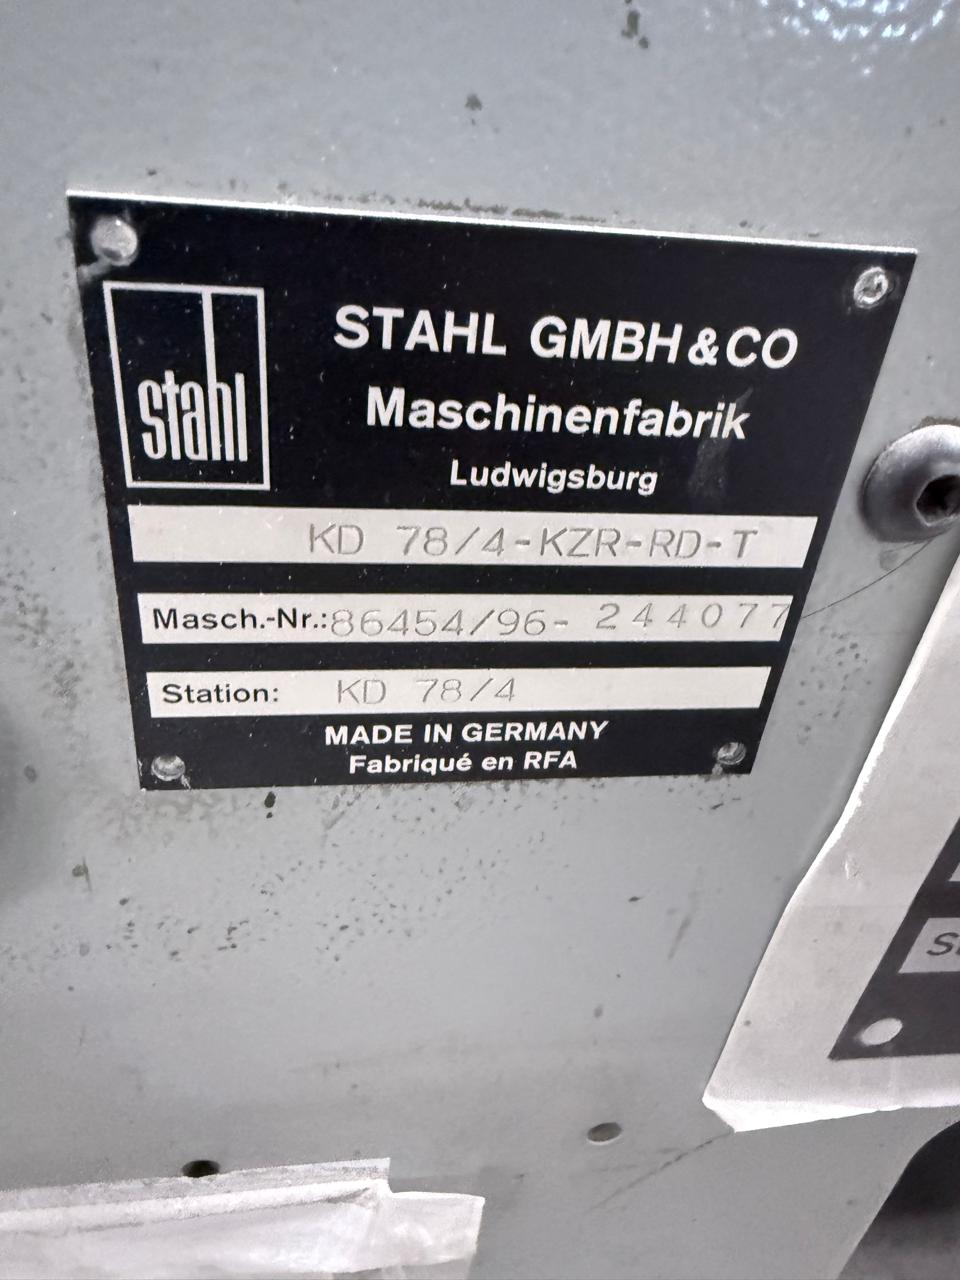 stahl
STAHL GMBH & CO
Maschinenfabrik
Ludwigsburg
KD 78/4-KZR-RD-T
Masch.-Nr.: 86454/96- 244077
Station: KD 78/4
MADE IN GERMANY
Fabriqué en RFA